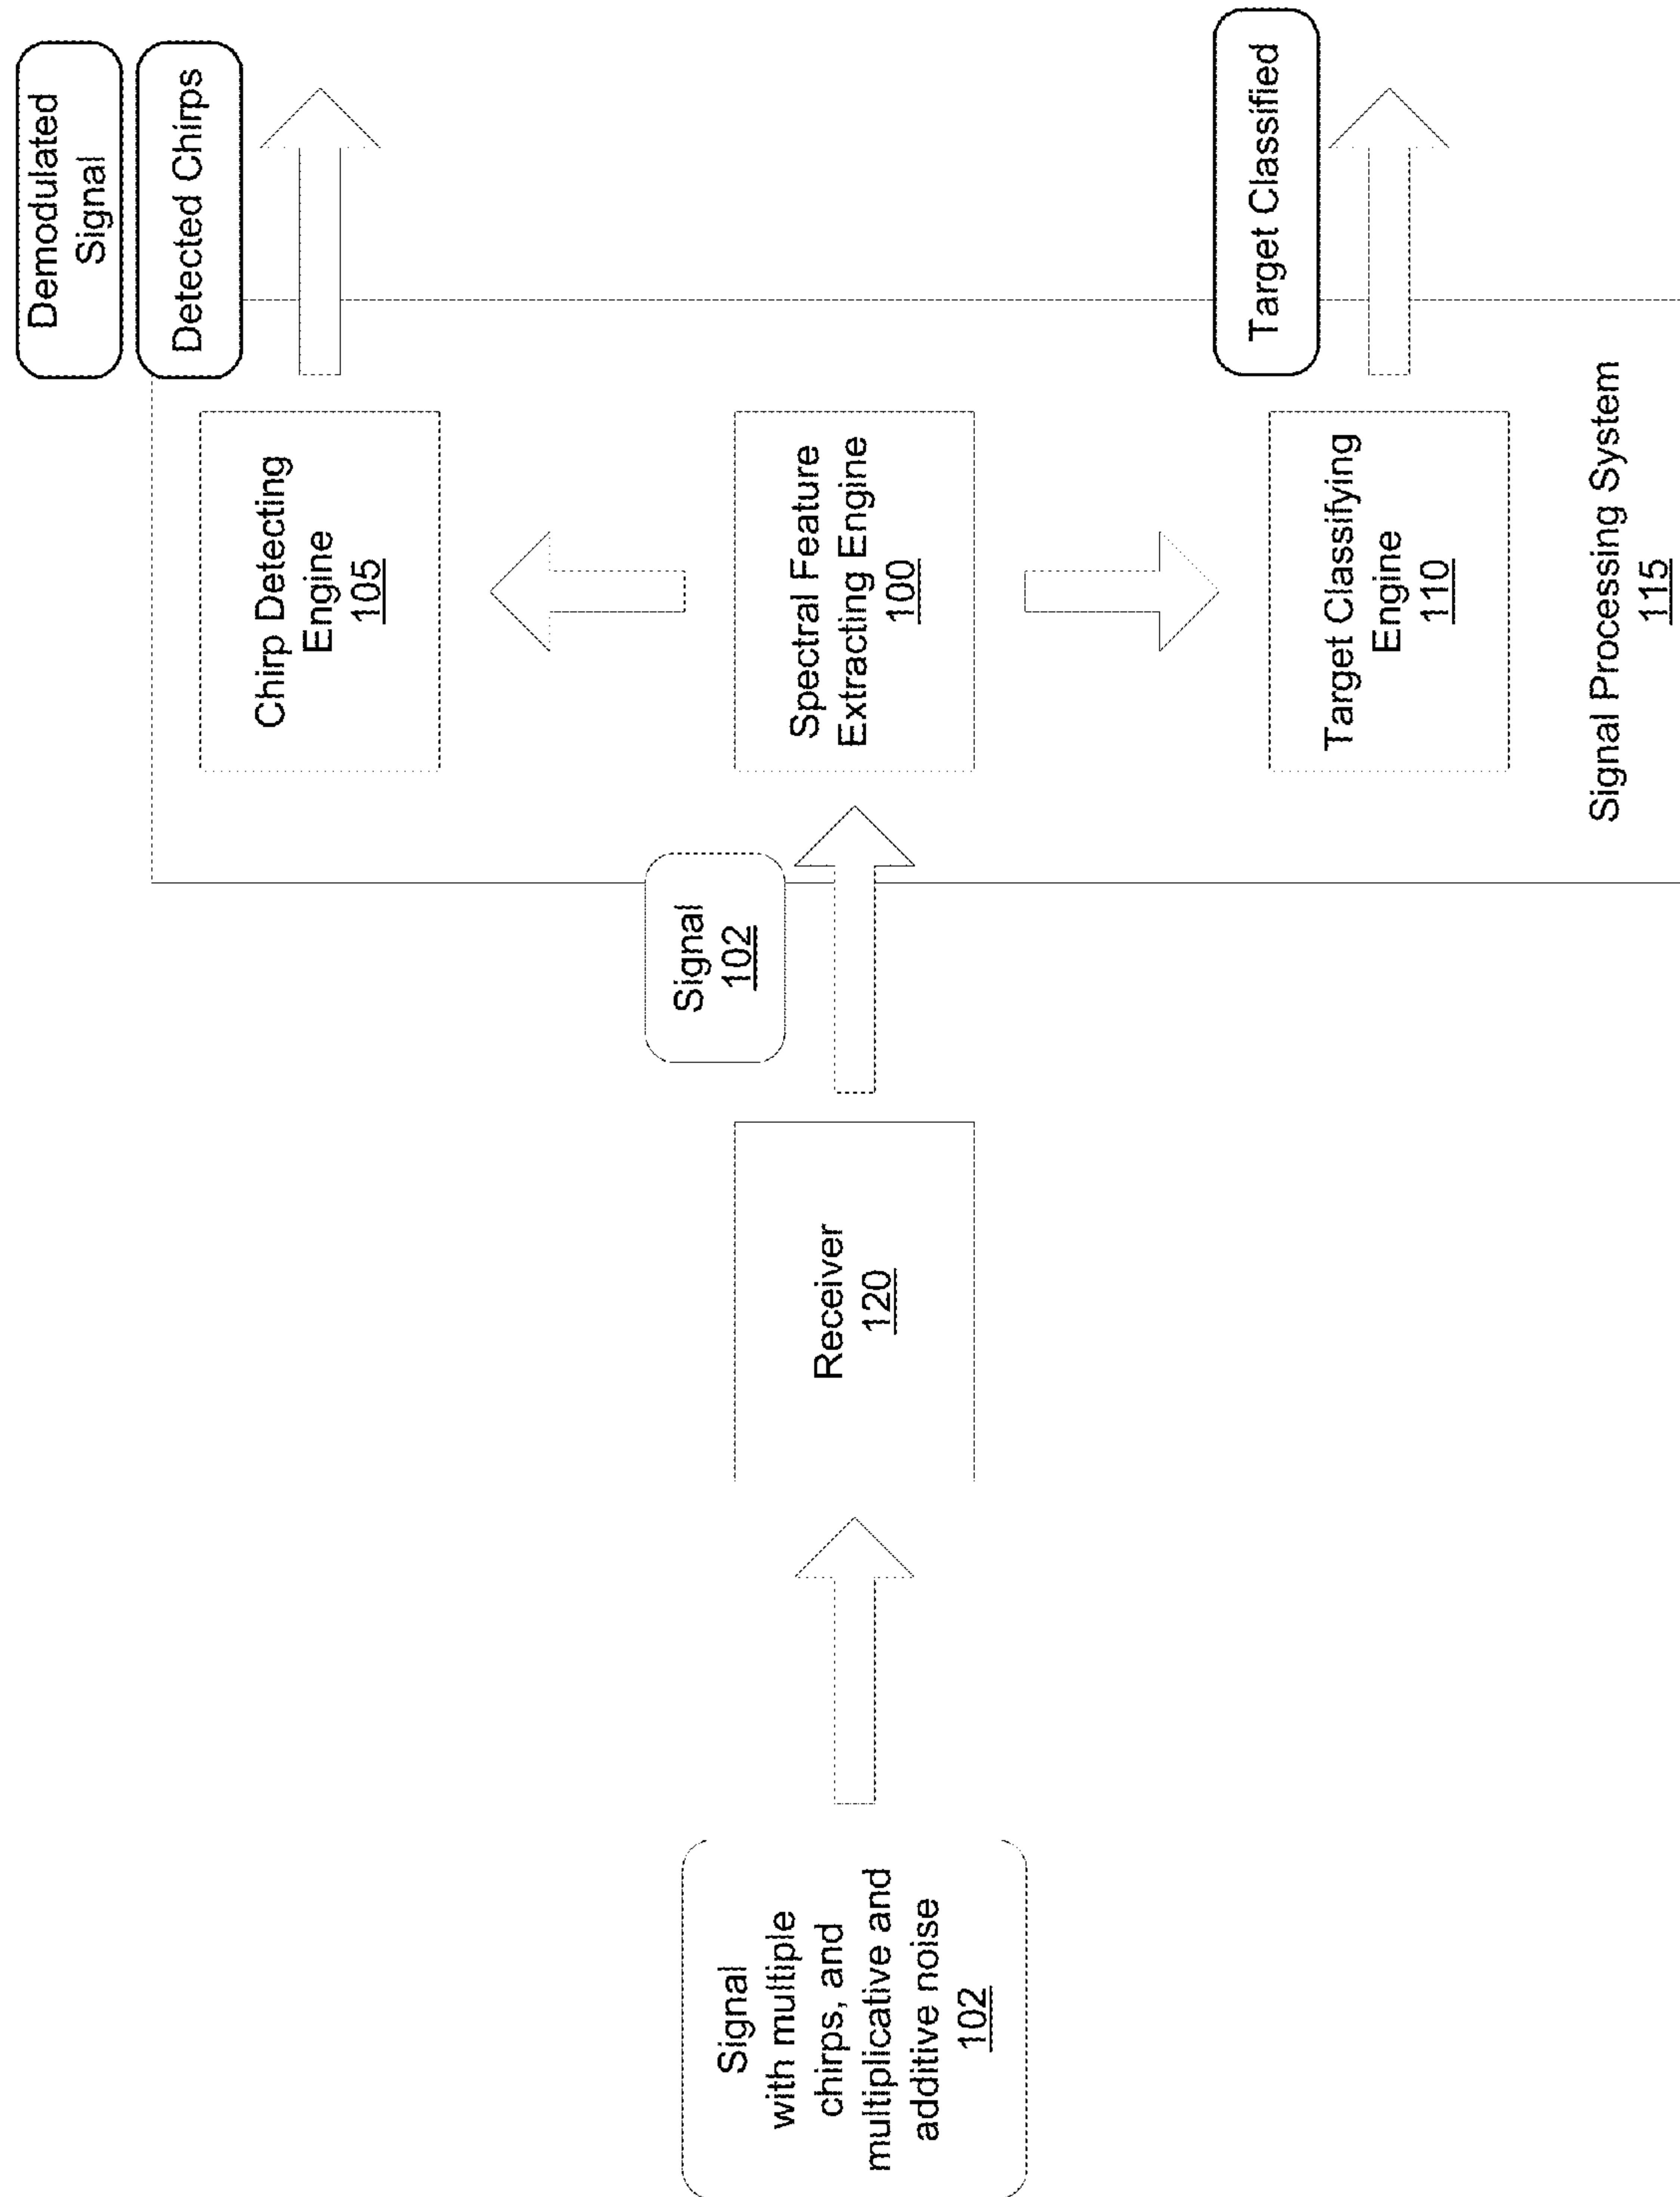 Signal
with multiple
chirps, and
multiplicative and
additive noise
102
Receiver
120
Signal
102
Chirp Detecting
Engine
105
Spectral Feature
Extracting Engine
100
Target Classifying
Engine
110
Signal Processing System
115
Demodulated
Signal
Detected Chirps
Target Classified